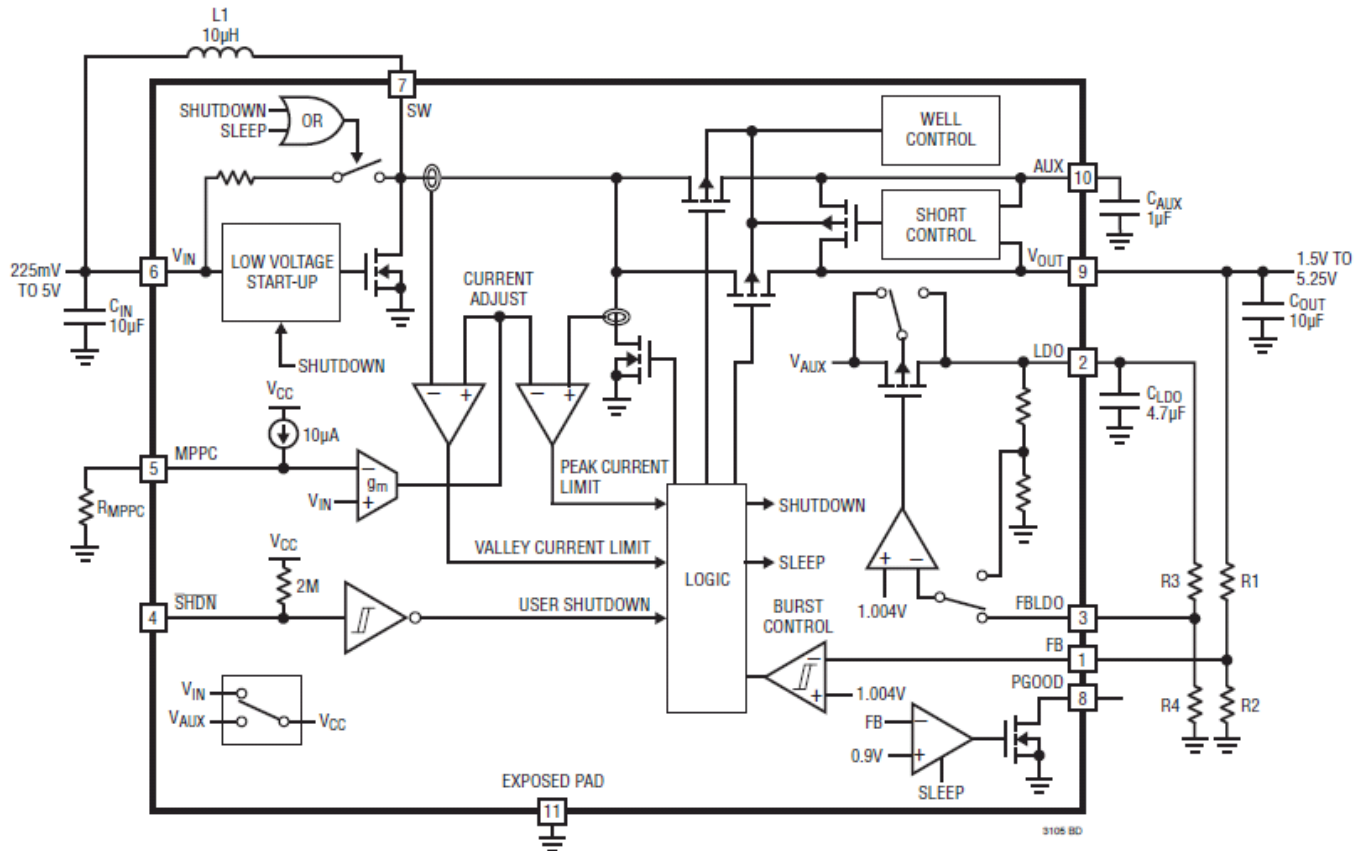 L1
10µH
7
SW
SHUTDOWN
SLEEP
OR
WELL
CONTROL
AUX
10
CAUX
1µF
SHORT
CONTROL
VIN
6
225mV
TO 5V
LOW VOLTAGE
START-UP
CIN
10µF
SHUTDOWN
CURRENT
ADJUST
VOUT
9
1.5V TO
5.25V
COUT
10µF
VAUX
LDO
2
CLDO
4.7µF
VCC
10µA
MPPC
5
RMPPC
−
gm
VIN
+
−
+
−
+
PEAK CURRENT
LIMIT
VALLEY CURRENT LIMIT
LOGIC
SHUTDOWN
SLEEP
+
−
1.004V
VCC
2M
SHDN
4
USER SHUTDOWN
BURST
CONTROL
−
+
1.004V
R3
R1
FBLDO
3
FB
1
PGOOD
8
R4
R2
VIN
VAUX
VCC
FB
−
0.9V
+
SLEEP
EXPOSED PAD
11
3105 BD